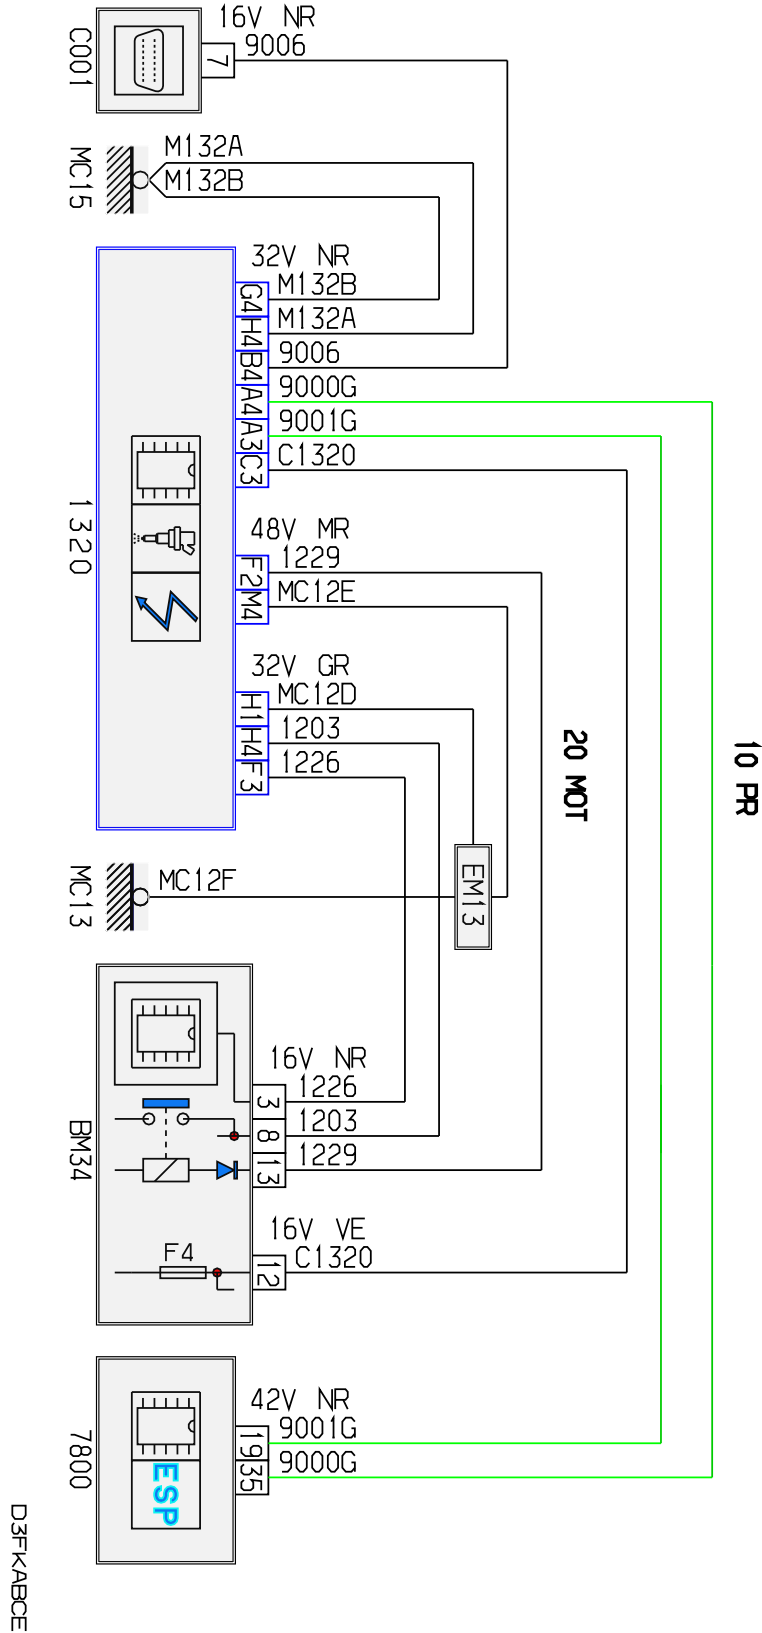 16V NR
9006
7
C001
M132A
M132B
MC15
32V NR
G4 M132B
H4 M132A
B4 9006
A4 9000G
A3 9001G
C3 C1320
48V MR
F2 1229
M4 MC12E
32V GR
H1 MC12D
H4 1203
F3 1226
1320
20 MOT
10 PR
EM13
MC12F
MC13
16V NR
3 1226
8 1203
13 1229
BM34
16V VE
F4
12 C1320
42V NR
19 9001G
35 9000G
ESP
7800
D3FKABCE